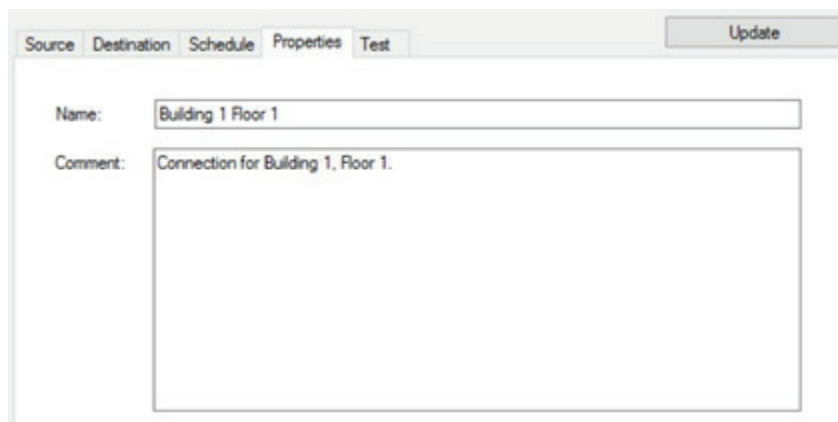 Source Destination Schedule Properties Test Update
Name: Building 1 Floor 1
Comment: Connection for Building 1, Floor 1.